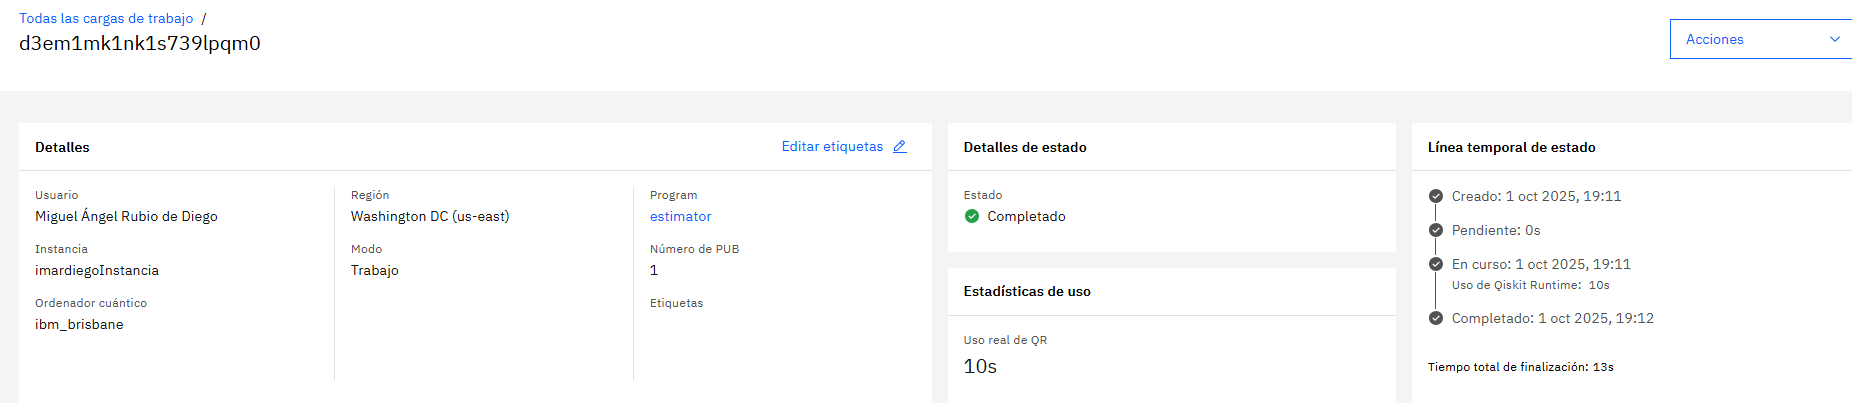 Todas las cargas de trabajo /
d3em1mk1nk1s739lpqm0
Acciones
Detalles
Editar etiquetas
Usuario
Miguel Ángel Rubio de Diego
Instancia
imardiegoInstancia
Ordenador cuántico
ibm_brisbane
Región
Washington DC (us-east)
Modo
Trabajo
Program
estimator
Número de PUB
1
Etiquetas
Detalles de estado
Estado
Completado
Estadísticas de uso
Uso real de QR
10s
Línea temporal de estado
Creado: 1 oct 2025, 19:11
Pendiente: 0s
En curso: 1 oct 2025, 19:11
Uso de Qiskit Runtime: 10s
Completado: 1 oct 2025, 19:12
Tiempo total de finalización: 13s